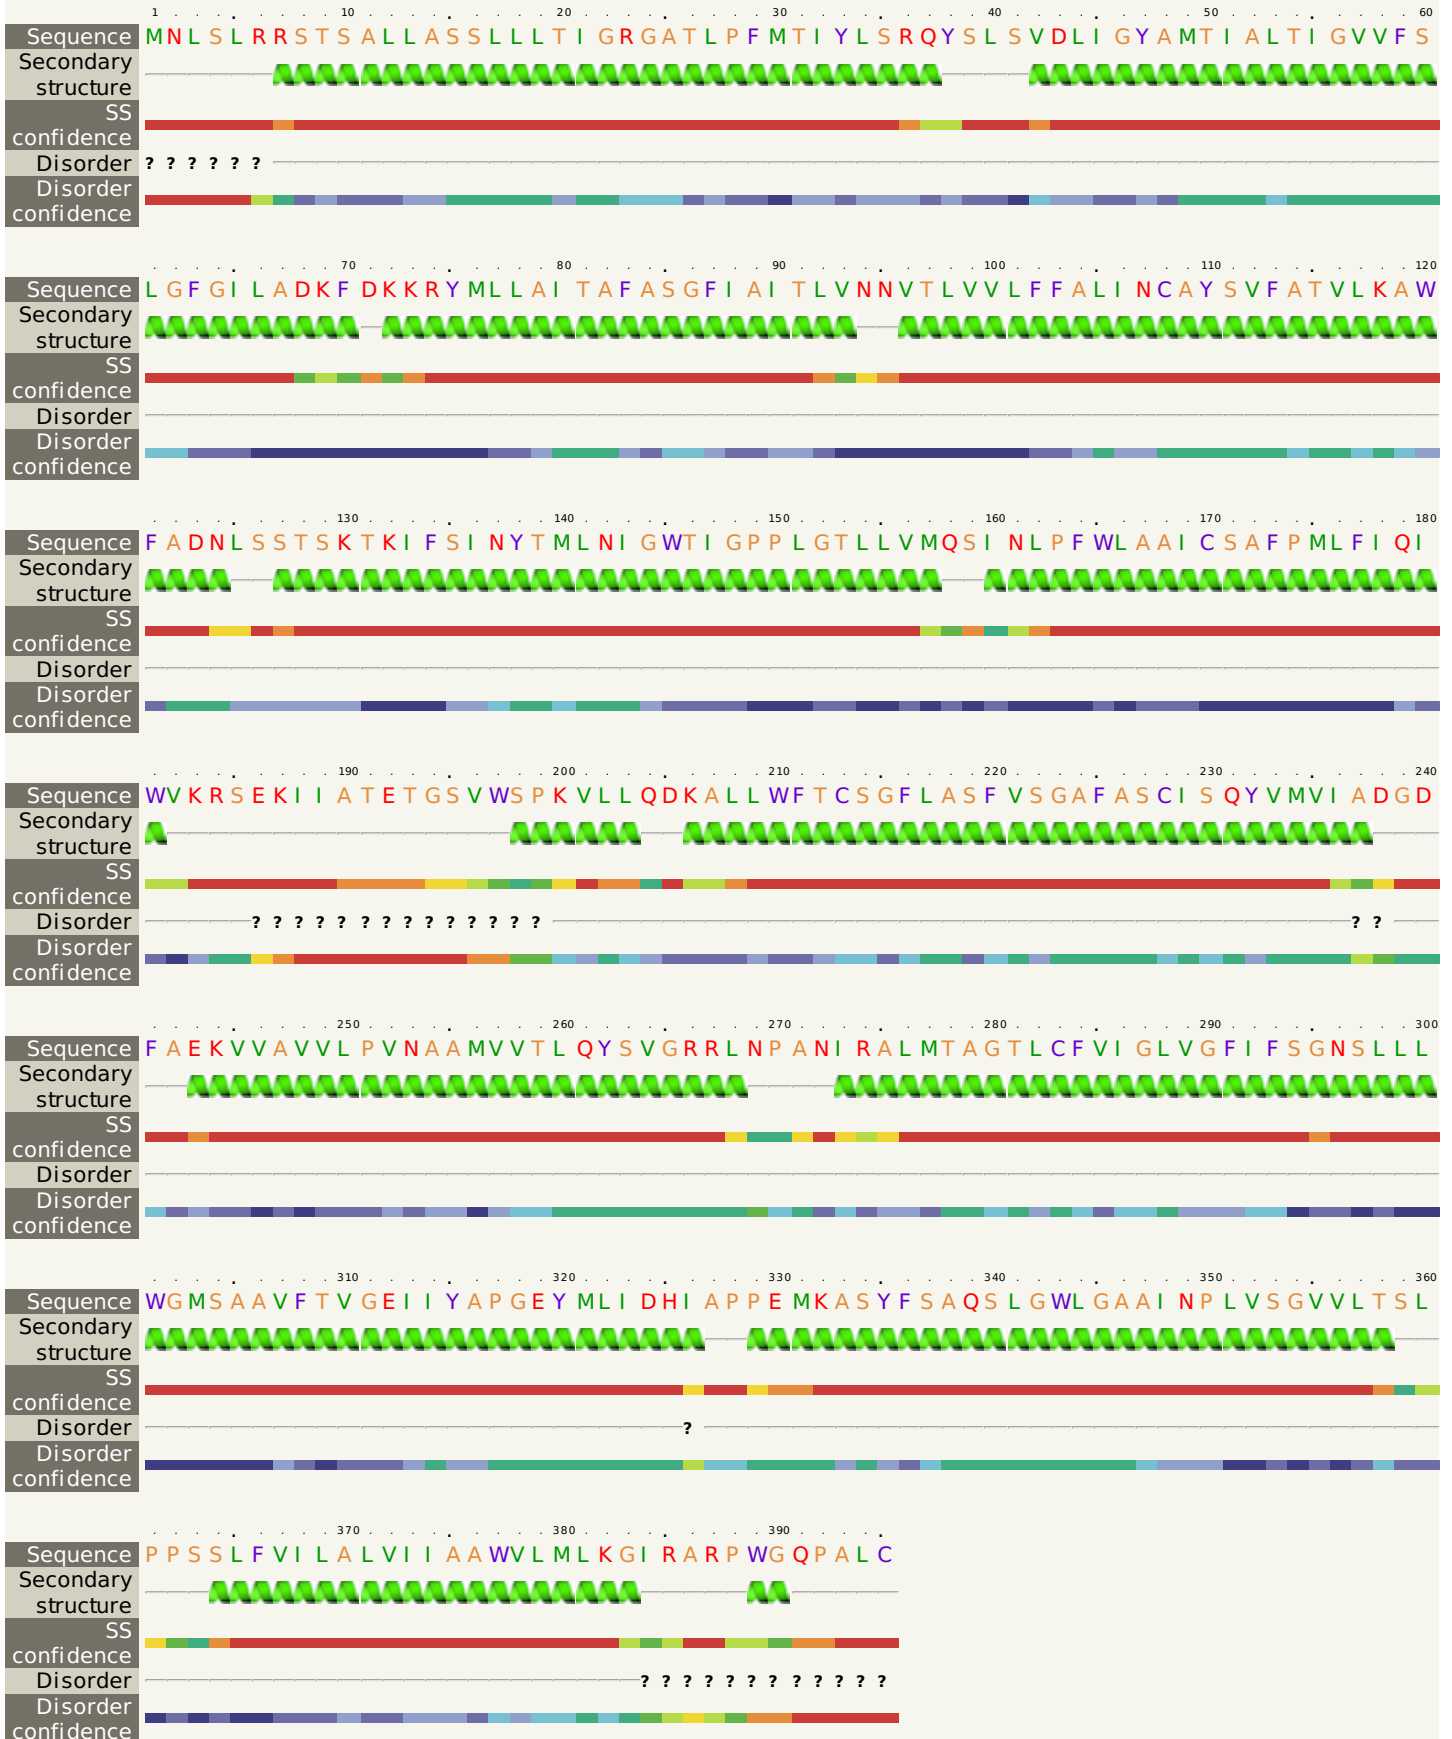 1 10 20 30 40 50 60
Sequence MNLSLRRSTSALLASSLLLTIGRGATLPFMTIYLSRQYSLSVDLIGYAMTIALTIGVVFS
Secondary
structure
SS
confidence
Disorder ? ? ? ? ? ?
Disorder
confidence
70 80 90 100 110 120
Sequence LGFGILADKFDKKRYMLLAITAFASGFIAITLVNNVTLVVLFFALINCAYSVFATVLKAW
Secondary
structure
SS
confidence
Disorder
Disorder
confidence
130 140 150 160 170 180
Sequence FADNLSSTSKTKIFSINYTMLNIGWTIGPPLGTLLVMQSINLPFWLAAICSAFPMLFIQI
Secondary
structure
SS
confidence
Disorder
Disorder
confidence
190 200 210 220 230 240
Sequence WVKRSEKIIATETGSVWSPKVLLQDKALLWFTCSGFLASFVSGAFASCISQYVMVIADGD
Secondary
structure
SS
confidence
Disorder ? ? ? ? ? ? ? ? ? ? ? ? ? ? ? ?
Disorder
confidence
250 260 270 280 290 300
Sequence FAEKVVAVVLPVNAAMVVTLQYSVGRRLNPANIRALMTAGTLCFVIGLVGFIFSGNSLLL
Secondary
structure
SS
confidence
Disorder
Disorder
confidence
310 320 330 340 350 360
Sequence WGMSAAVFTVGEIIYAPGEYMLIDHIAPPEMKASYFSAQSLGWLGAAINPLVSGVVLTSL
Secondary
structure
SS
confidence
Disorder ?
Disorder
confidence
370 380 390
Sequence PPSSLFVILALVIIAAWVLMLKGIRARPWGQPALC
Secondary
structure
SS
confidence
Disorder ? ? ? ? ? ? ? ? ? ? ? ?
Disorder
confidence